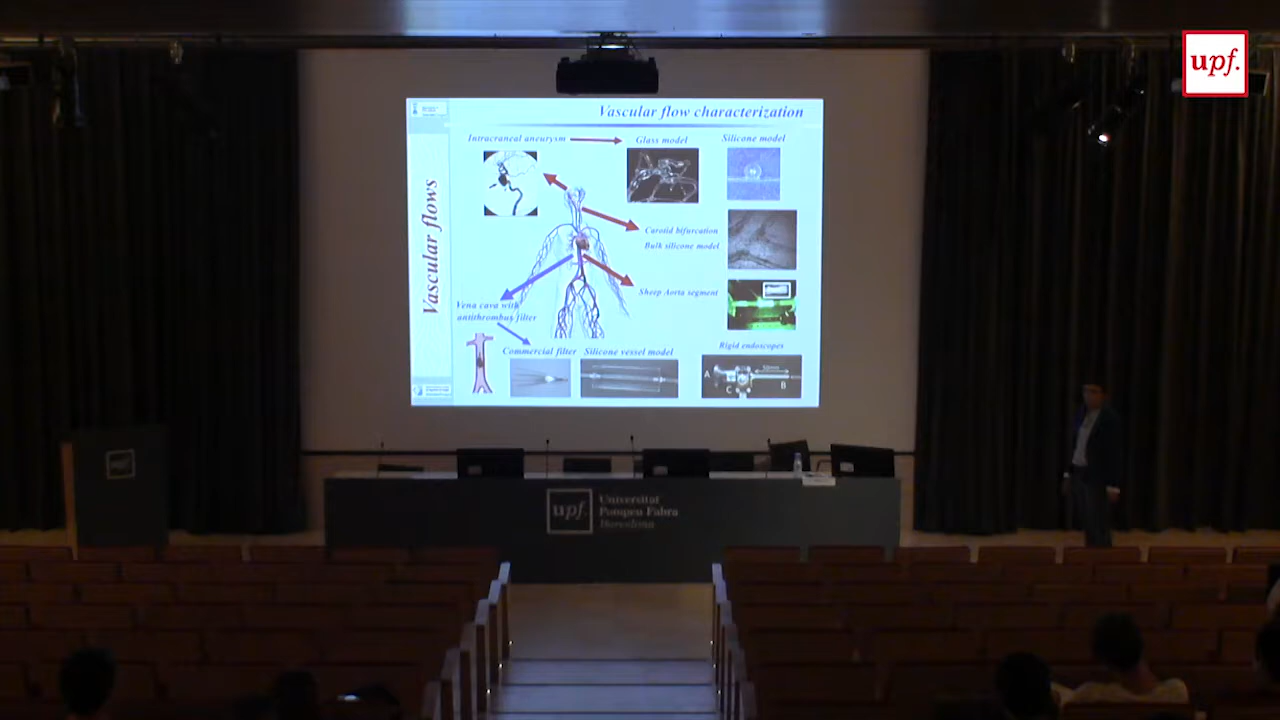 upf.
Vascular flow characterization
Vascular flows
Intracraneal aneurysm
Glass model
Silicone model
Carotid bifurcation
Bulk silicone model
Sheep Aorta segment
Vena cava with
antithrombus filter
Commercial filter
Silicone vessel model
Rigid endoscopes
A
B
C
upf.
Universitat
Pompeu Fabra
Barcelona